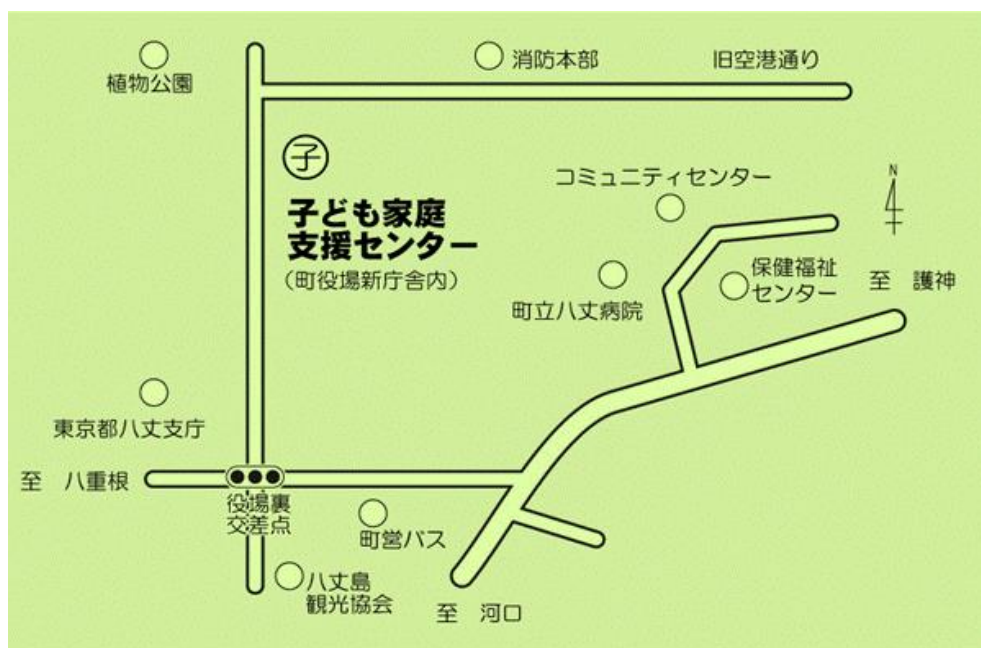 植物公園
消防本部
旧空港通り
子
子ども家庭
支援センター
（町役場新庁舎内）
コミュニティセンター
N
保健福祉
センター
至　護神
町立八丈病院
東京都八丈支庁
至　八重根
役場裏
交差点
町営バス
八丈島
観光協会
至　河口